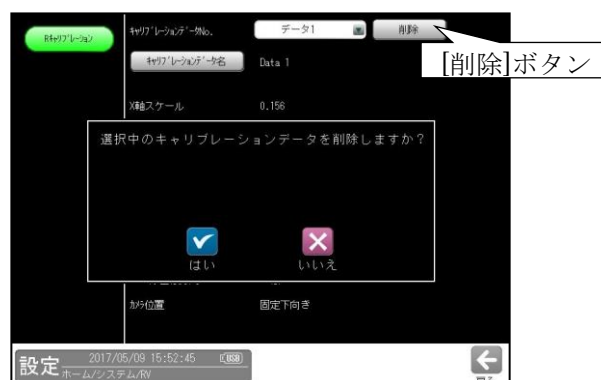 Rｷｬﾘﾌﾞﾚｰｼｮﾝ
ｷｬﾘﾌﾞﾚｰｼｮﾝﾃﾞｰﾀNo.
データ1
削除
[削除]ボタン
ｷｬﾘﾌﾞﾚｰｼｮﾝﾃﾞｰﾀ名
Data 1
X軸スケール
0.156
選択中のキャリブレーションデータを削除しますか?
はい
いいえ
ｶﾒﾗ位置
固定下向き
設定
2017/05/09 15:52:45
USB
ホーム/システム/RV